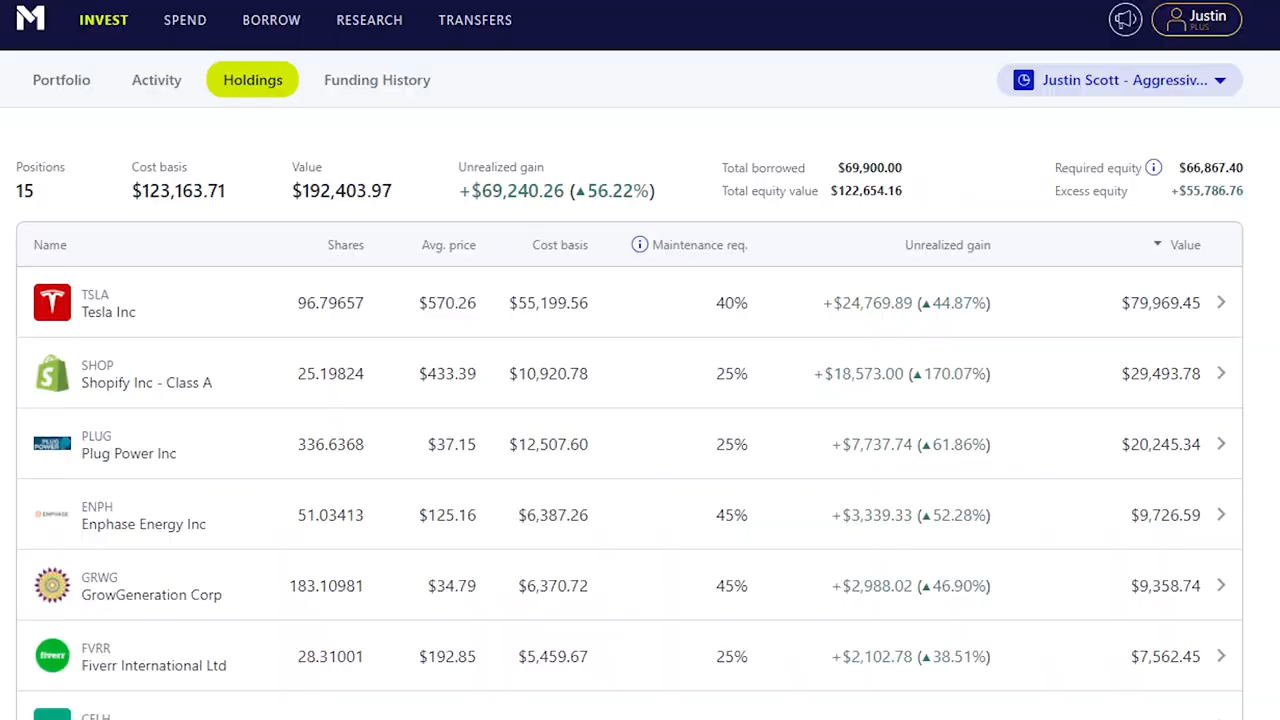 INVEST SPEND BORROW RESEARCH TRANSFERS Justin
PLUS
Portfolio Activity Holdings Funding History Justin Scott - Aggressiv...
Positions Cost basis Value Unrealized gain Total borrowed $69,900.00 Required equity $66,867.40
15 $123,163.71 $192,403.97 +$69,240.26 (▲56.22%) Total equity value $122,654.16 Excess equity +$55,786.76
Name Shares Avg. price Cost basis Maintenance req. Unrealized gain Value
TSLA
Tesla Inc 96.79657 $570.26 $55,199.56 40% +$24,769.89 (▲44.87%) $79,969.45
SHOP
Shopify Inc - Class A 25.19824 $433.39 $10,920.78 25% +$18,573.00 (▲170.07%) $29,493.78
PLUG
Plug Power Inc 336.6368 $37.15 $12,507.60 25% +$7,737.74 (▲61.86%) $20,245.34
ENPH
Enphase Energy Inc 51.03413 $125.16 $6,387.26 45% +$3,339.33 (▲52.28%) $9,726.59
GRWG
GrowGeneration Corp 183.10981 $34.79 $6,370.72 45% +$2,988.02 (▲46.90%) $9,358.74
fiverr FVRR
Fiverr International Ltd 28.31001 $192.85 $5,459.67 25% +$2,102.78 (▲38.51%) $7,562.45
CELH